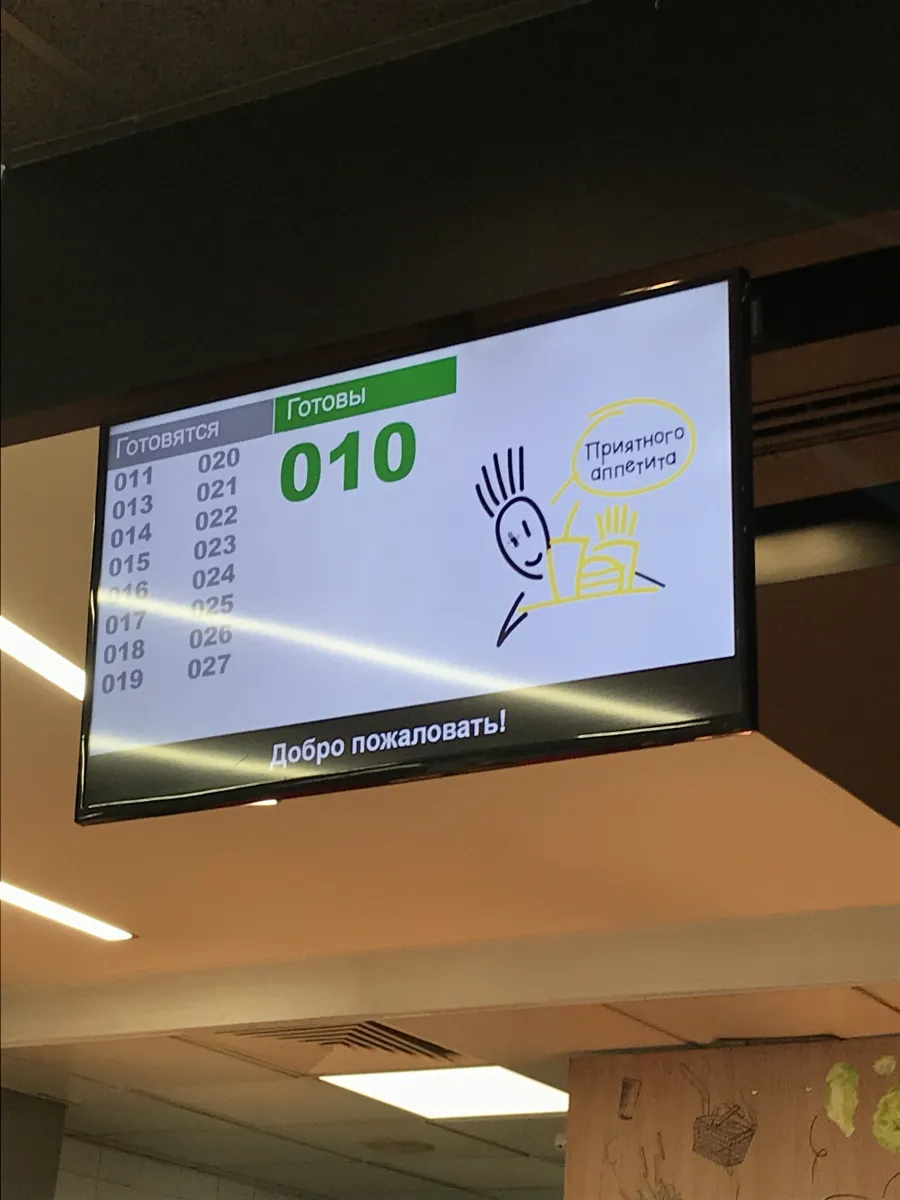 Готовятся
011 020
013 021
014 022
015 023
016 024
017 025
018 026
019 027
Готовы
010
Приятного
аппетита
Добро пожаловать!